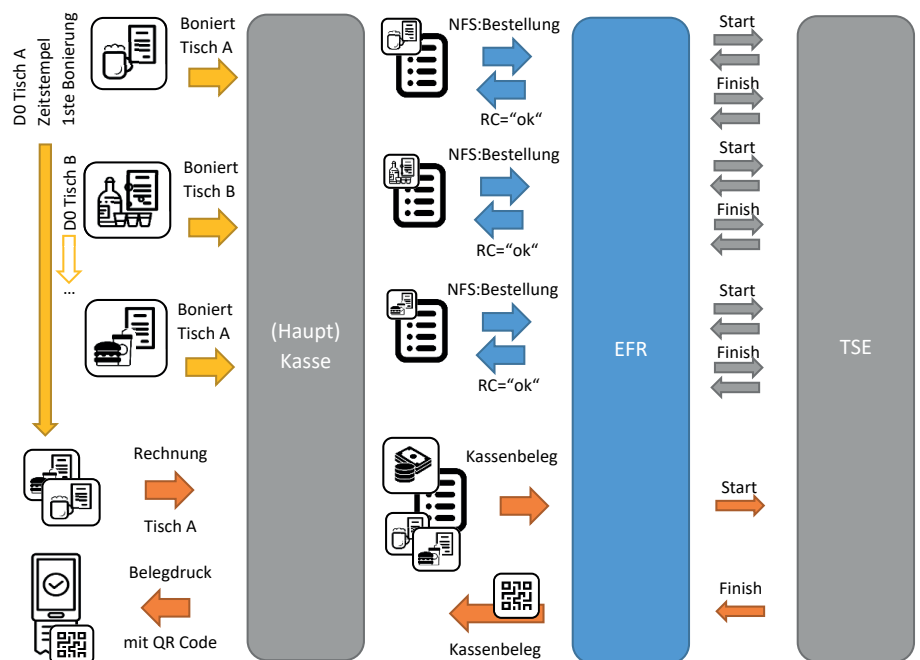 D0 Tisch A
Zeitstempel
1ste Bonierung
Boniert
Tisch A
NFS:Bestellung
RC=“ok“
Start
Finish
D0 Tisch B
...
Boniert
Tisch B
NFS:Bestellung
RC=“ok“
Start
Finish
Boniert
Tisch A
NFS:Bestellung
RC=“ok“
Start
Finish
(Haupt)
Kasse
EFR
TSE
Rechnung
Tisch A
Kassenbeleg
Start
Belegdruck
mit QR Code
Kassenbeleg
Finish